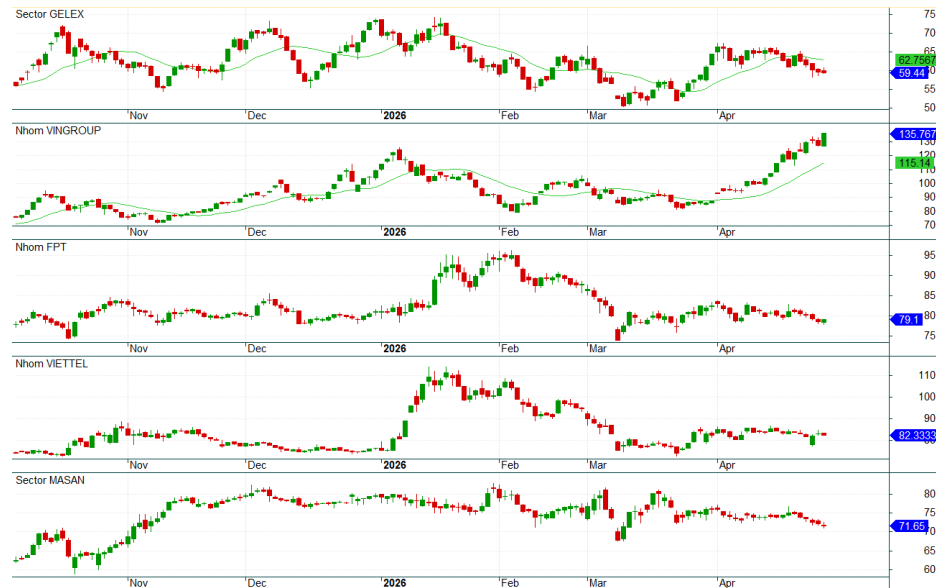 Sector GELEX
75
70
65
62.7567
59.44
55
50
Nov Dec 2026 Feb Mar Apr
Nhom VINGROUP
135.767
130
115.14
100
90
80
70
Nov Dec 2026 Feb Mar Apr
Nhom FPT
95
90
85
80
79.1
75
Nov Dec 2026 Feb Mar Apr
Nhom VIETTEL
110
100
90
82.3333
Nov Dec 2026 Feb Mar Apr
Sector MASAN
80
75
71.65
65
60
Nov Dec 2026 Feb Mar Apr